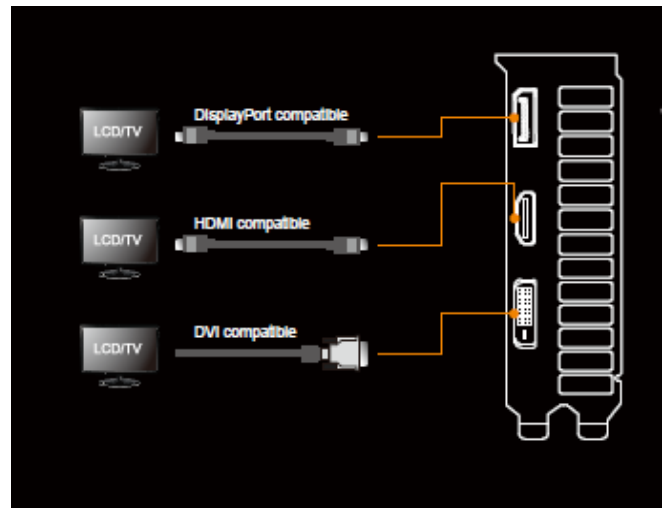 DisplayPort compatible
LCD/TV
HDMI compatible
LCD/TV
DVI compatible
LCD/TV